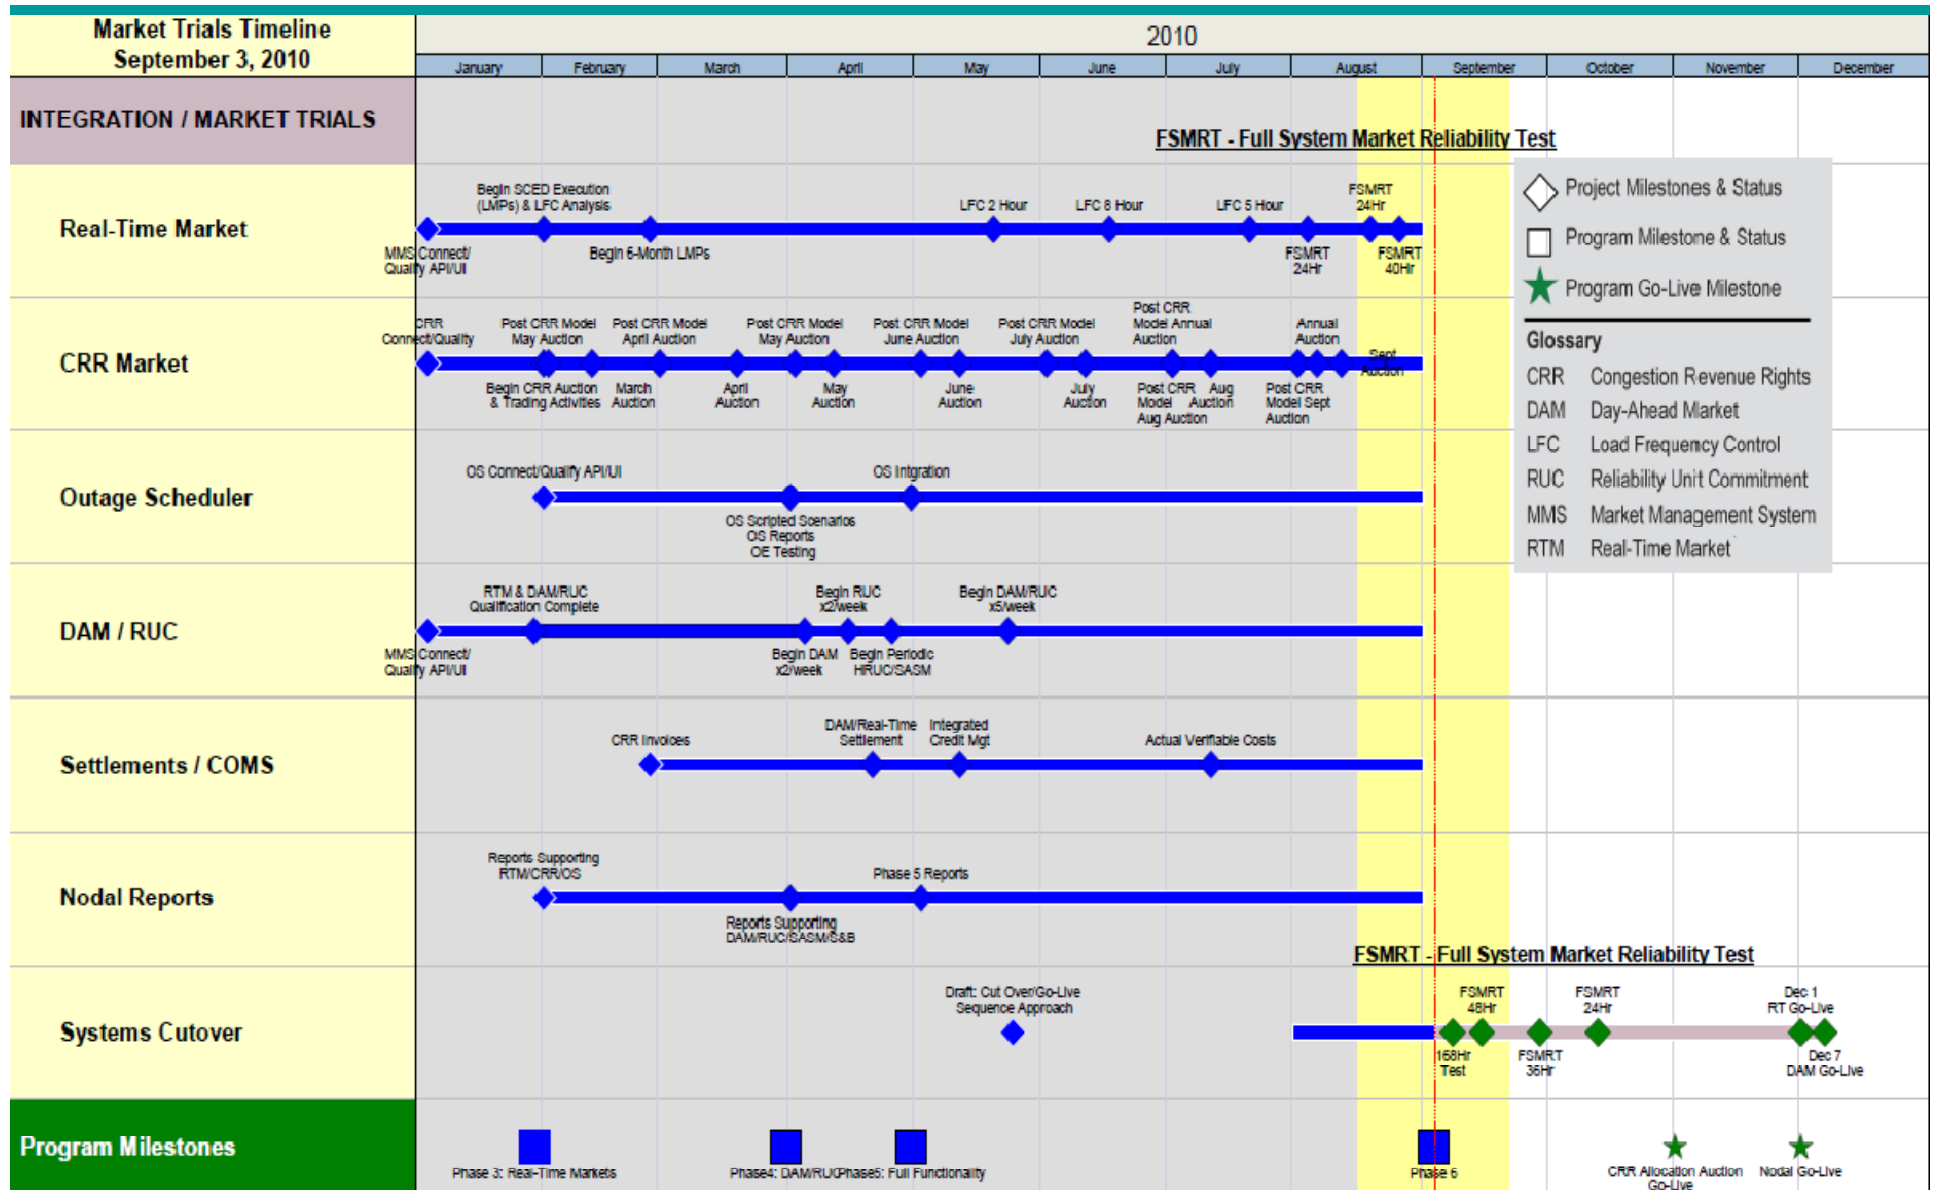 Market Trials Timeline
September 3, 2010
2010
January February March April May June July August September October November December
INTEGRATION / MARKET TRIALS
FSMRT - Full System Market Reliability Test
Project Milestones & Status
Program Milestome & Status
Program Go-Live Milestone
Glossary
CRR Congestion Revenue Rights
DAM Day-Ahead Market
LFC Load Frequency Control
RUC Reliability Unit Commitment
MMS Market Management System
RTM Real-Time Market
Real-Time Market
Begin SCED Execution
(LMPs) & LFC Analysis
LFC 2 Hour
LFC 8 Hour
LFC 5 Hour
FSMRT
24Hr
MMS Connect/
Qualify API/UI
Begin 6-Month LMPs
FSMRT
24Hr
FSMRT
40Hr
CRR Market
CRR
Connect/Quality
Post CRR Model
May Auction
Post CRR Model
April Auction
Post CRR Model
May Auction
Post CRR Model
June Auction
Post CRR Model
July Auction
Post CRR
Model Annual
Auction
Annual
Auction
Sept
Auction
Begin CRR Auction
& Trading Activities
March
Auction
April
Auction
May
Auction
June
Auction
July
Auction
Post CRR
Model
Aug Auction
Aug
Auction
Post CRR
Model Sept
Auction
Outage Scheduler
OS Connect/Qualify API/UI
OS Intgration
OS Scripted Scenarios
OS Reports
OE Testing
DAM / RUC
RTM & DAM/RUC
Qualification Complete
Begin RUC
x2/week
Begin DAM/RUC
x5/week
MMS Connect/
Qualify API/UI
Begin DAM
x2/week
Begin Periodic
HRUC/SASM
Settlements / COMS
CRR Invoices
DAM/Real-Time
Settlement
Integrated
Credit Mgt
Actual Verifiable Costs
Nodal Reports
Reports Supporting
RTM/CRR/OS
Phase 5 Reports
Reports Supporting
DAM/RUC/SASM/S&B
FSMRT - Full System Market Reliability Test
Systems Cutover
Draft: Cut Over/Go-Live
Sequence Approach
FSMRT
48Hr
FSMRT
24Hr
Dec 1
RT Go-Live
168Hr
Test
FSMRT
36Hr
Dec 7
DAM Go-Live
Program Milestones
Phase 3: Real-Time Markets
Phase4: DAM/RUC
Phase5: Full Functionality
Phase 6
CRR Allocation Auction
Go-Live
Nodal Go-Live